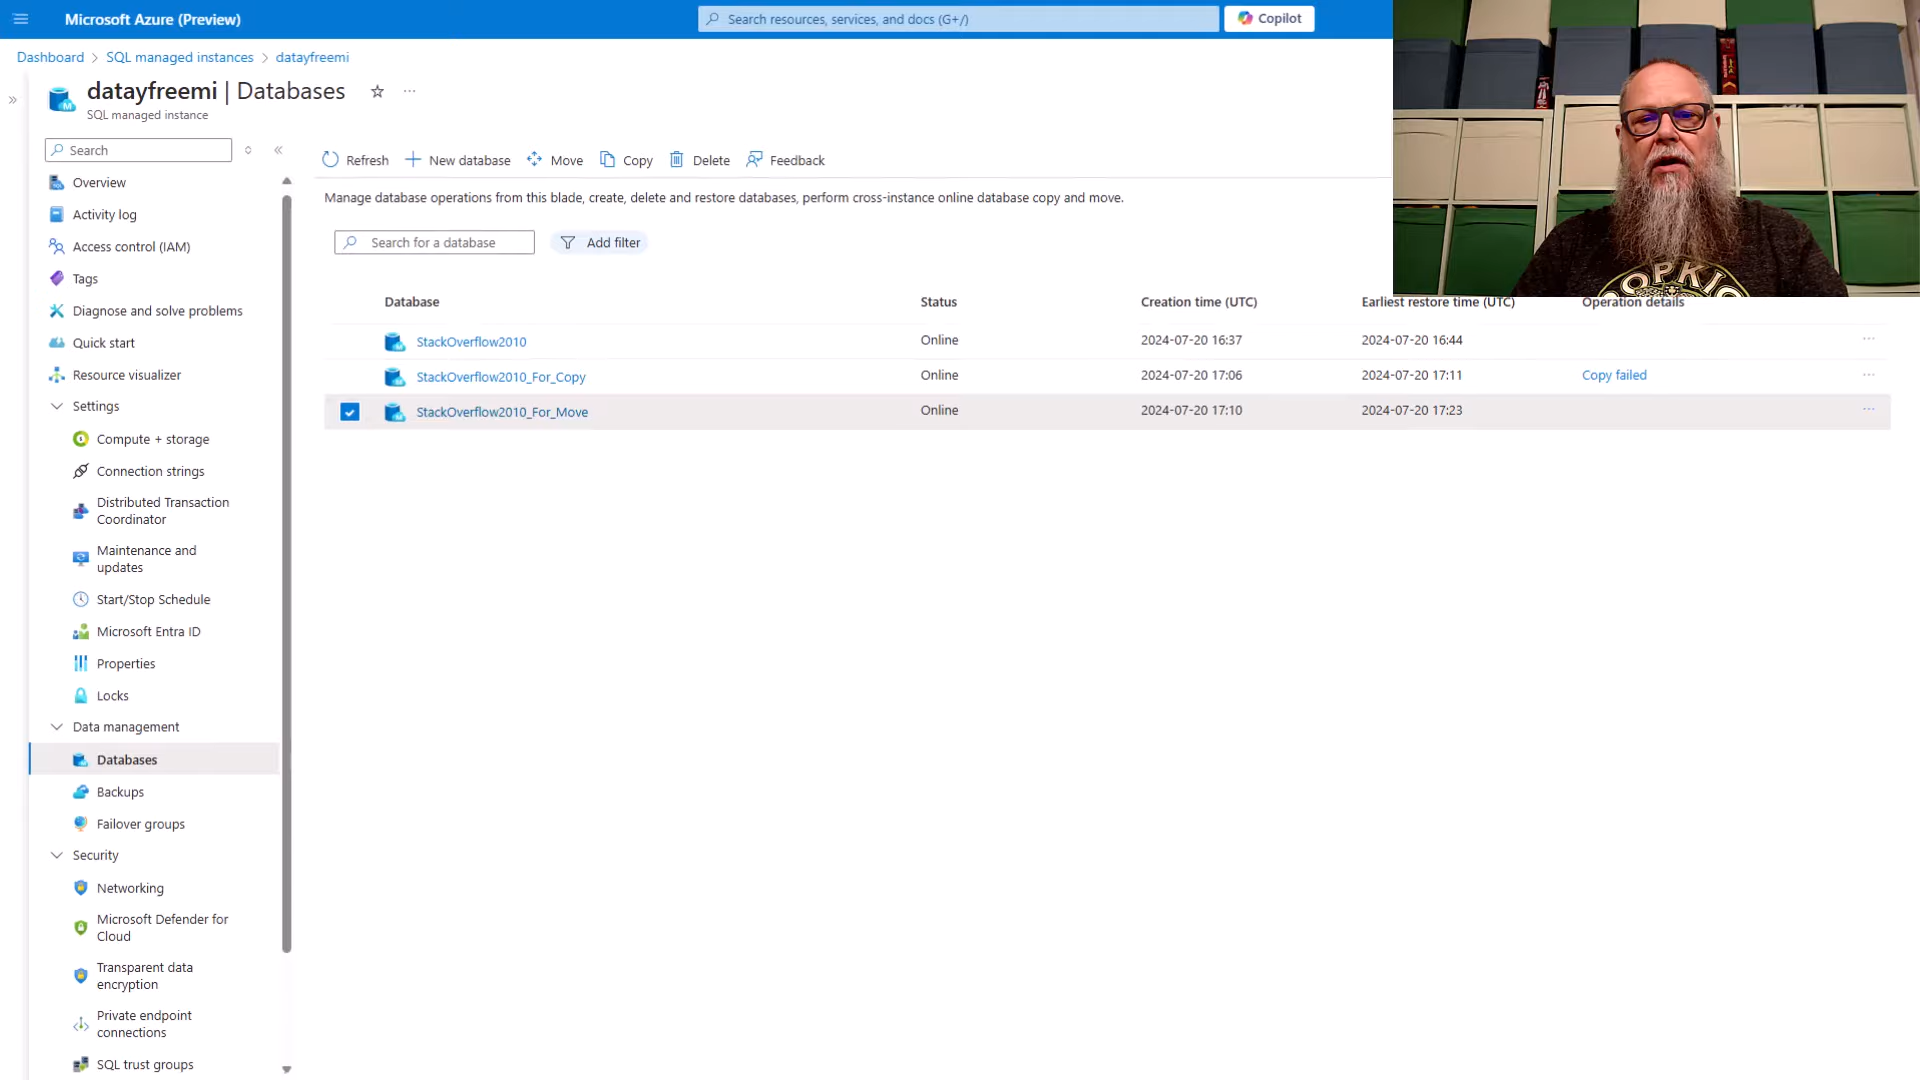 Microsoft Azure (Preview)
Search resources, services, and docs (G+/)
Copilot
Dashboard > SQL managed instances > datayfreemi
datayfreemi | Databases
SQL managed instance
Search
Overview
Activity log
Access control (IAM)
Tags
Diagnose and solve problems
Quick start
Resource visualizer
Settings
Compute + storage
Connection strings
Distributed Transaction
Coordinator
Maintenance and
updates
Start/Stop Schedule
Microsoft Entra ID
Properties
Locks
Data management
Databases
Backups
Failover groups
Security
Networking
Microsoft Defender for
Cloud
Transparent data
encryption
Private endpoint
connections
SQL trust groups
Refresh New database Move Copy Delete Feedback
Manage database operations from this blade, create, delete and restore databases, perform cross-instance online database copy and move.
Search for a database
Add filter
Database Status Creation time (UTC) Earliest restore time (UTC) Operation details
StackOverflow2010 Online 2024-07-20 16:37 2024-07-20 16:44
StackOverflow2010_For_Copy Online 2024-07-20 17:06 2024-07-20 17:11 Copy failed
StackOverflow2010_For_Move Online 2024-07-20 17:10 2024-07-20 17:23